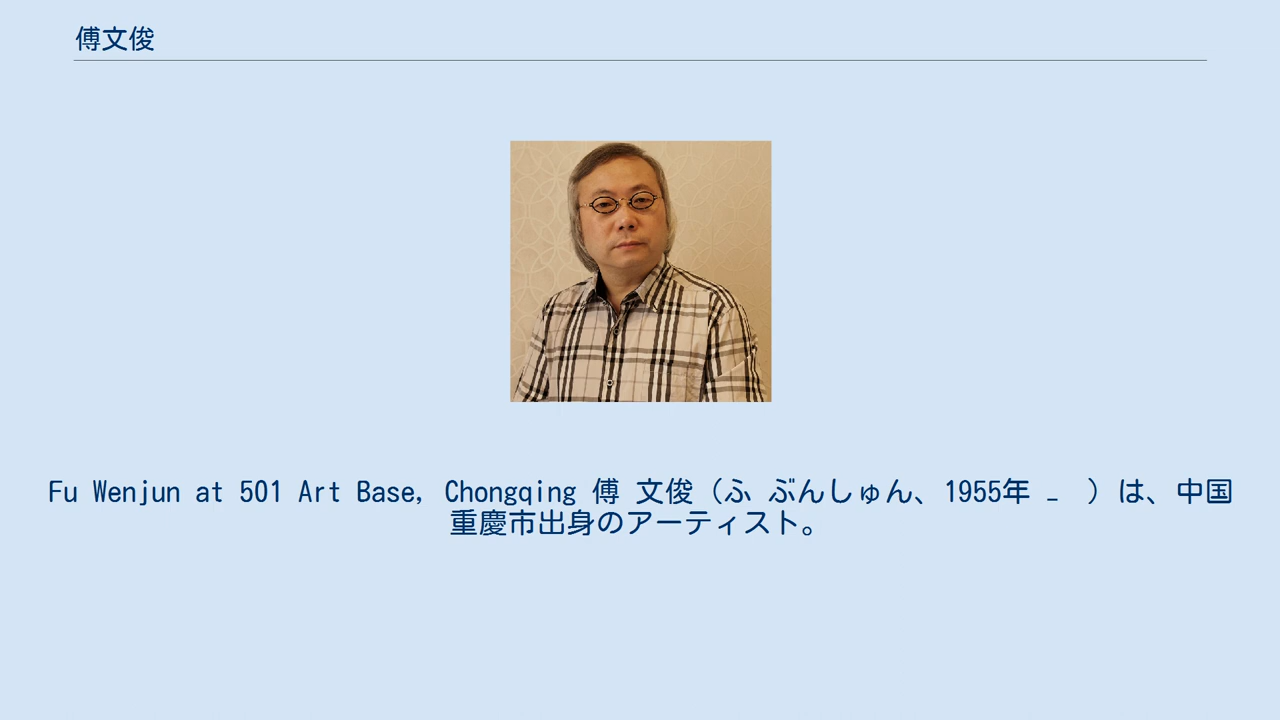 傅文俊
Fu Wenjun at 501 Art Base, Chongqing 傅 文俊（ふ ぶんしゅん、1955年 – ）は、中国
重慶市出身のアーティスト。